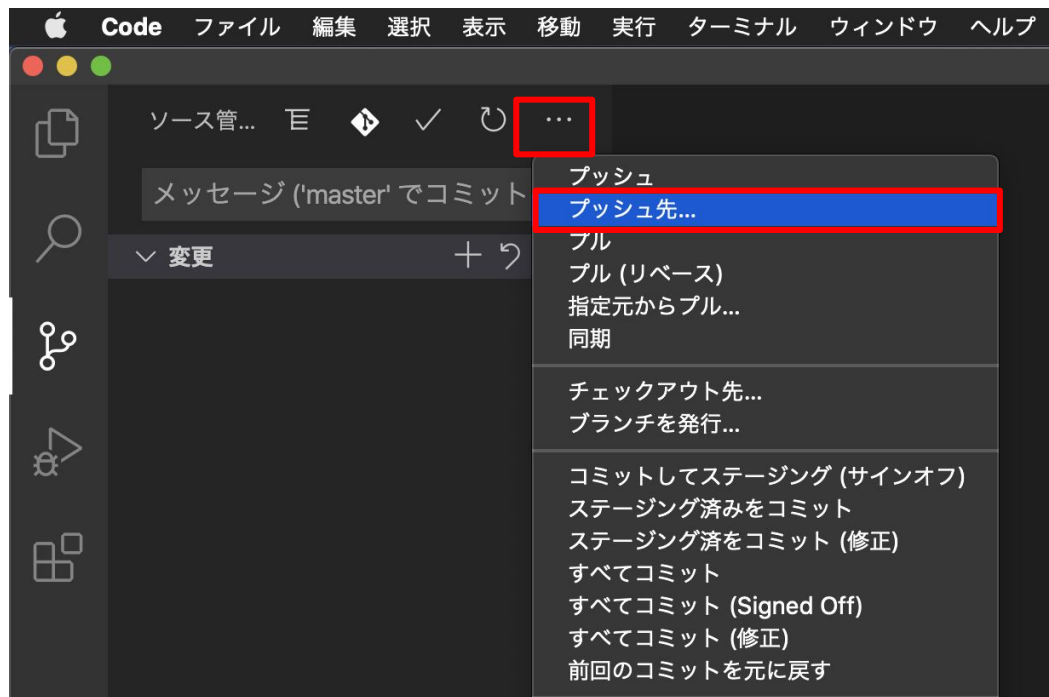 Code ファイル 編集 選択 表示 移動 実行 ターミナル ウィンドウ ヘルプ
ソース管...
メッセージ ('master' でコミット
変更
プッシュ
プッシュ先...
プル
プル (リベース)
指定元からプル...
同期
チェックアウト先...
ブランチを発行...
コミットしてステージング (サインオフ)
ステージング済みをコミット
ステージング済をコミット (修正)
すべてコミット
すべてコミット (Signed Off)
すべてコミット (修正)
前回のコミットを元に戻す